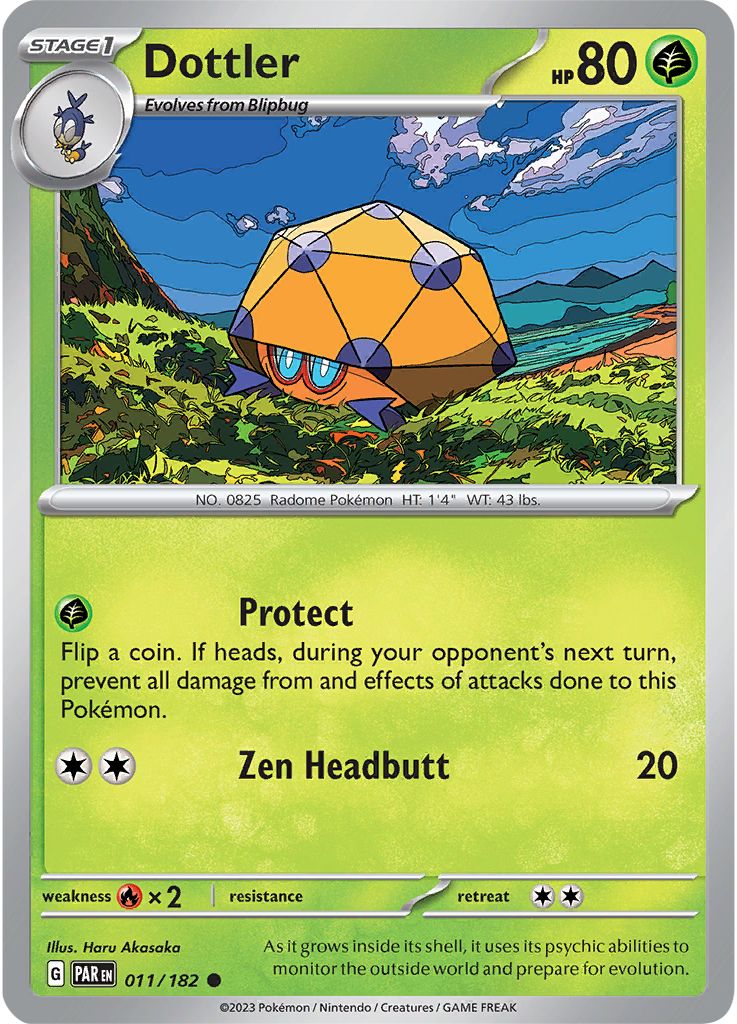 STAGE1
Dottler
HP 80
Evolves from Blipbug
NO. 0825 Radome Pokémon HT: 1'4" WT: 43 lbs.
Protect
Flip a coin. If heads, during your opponent's next turn,
prevent all damage from and effects of attacks done to this
Pokémon.
Zen Headbutt 20
weakness ×2 resistance retreat
Illus. Haru Akasaka
As it grows inside its shell, it uses its psychic abilities to
monitor the outside world and prepare for evolution.
G PAR EN 011/182
©2023 Pokémon / Nintendo / Creatures / GAME FREAK